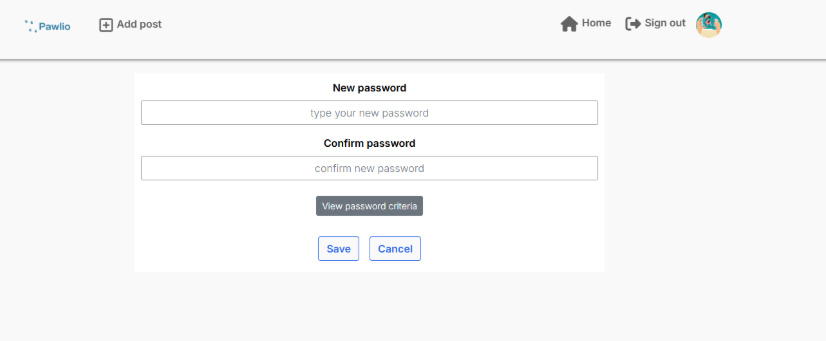 Pawlio
Add post
Home
Sign out
New password
type your new password
Confirm password
confirm new password
View password criteria
Save
Cancel